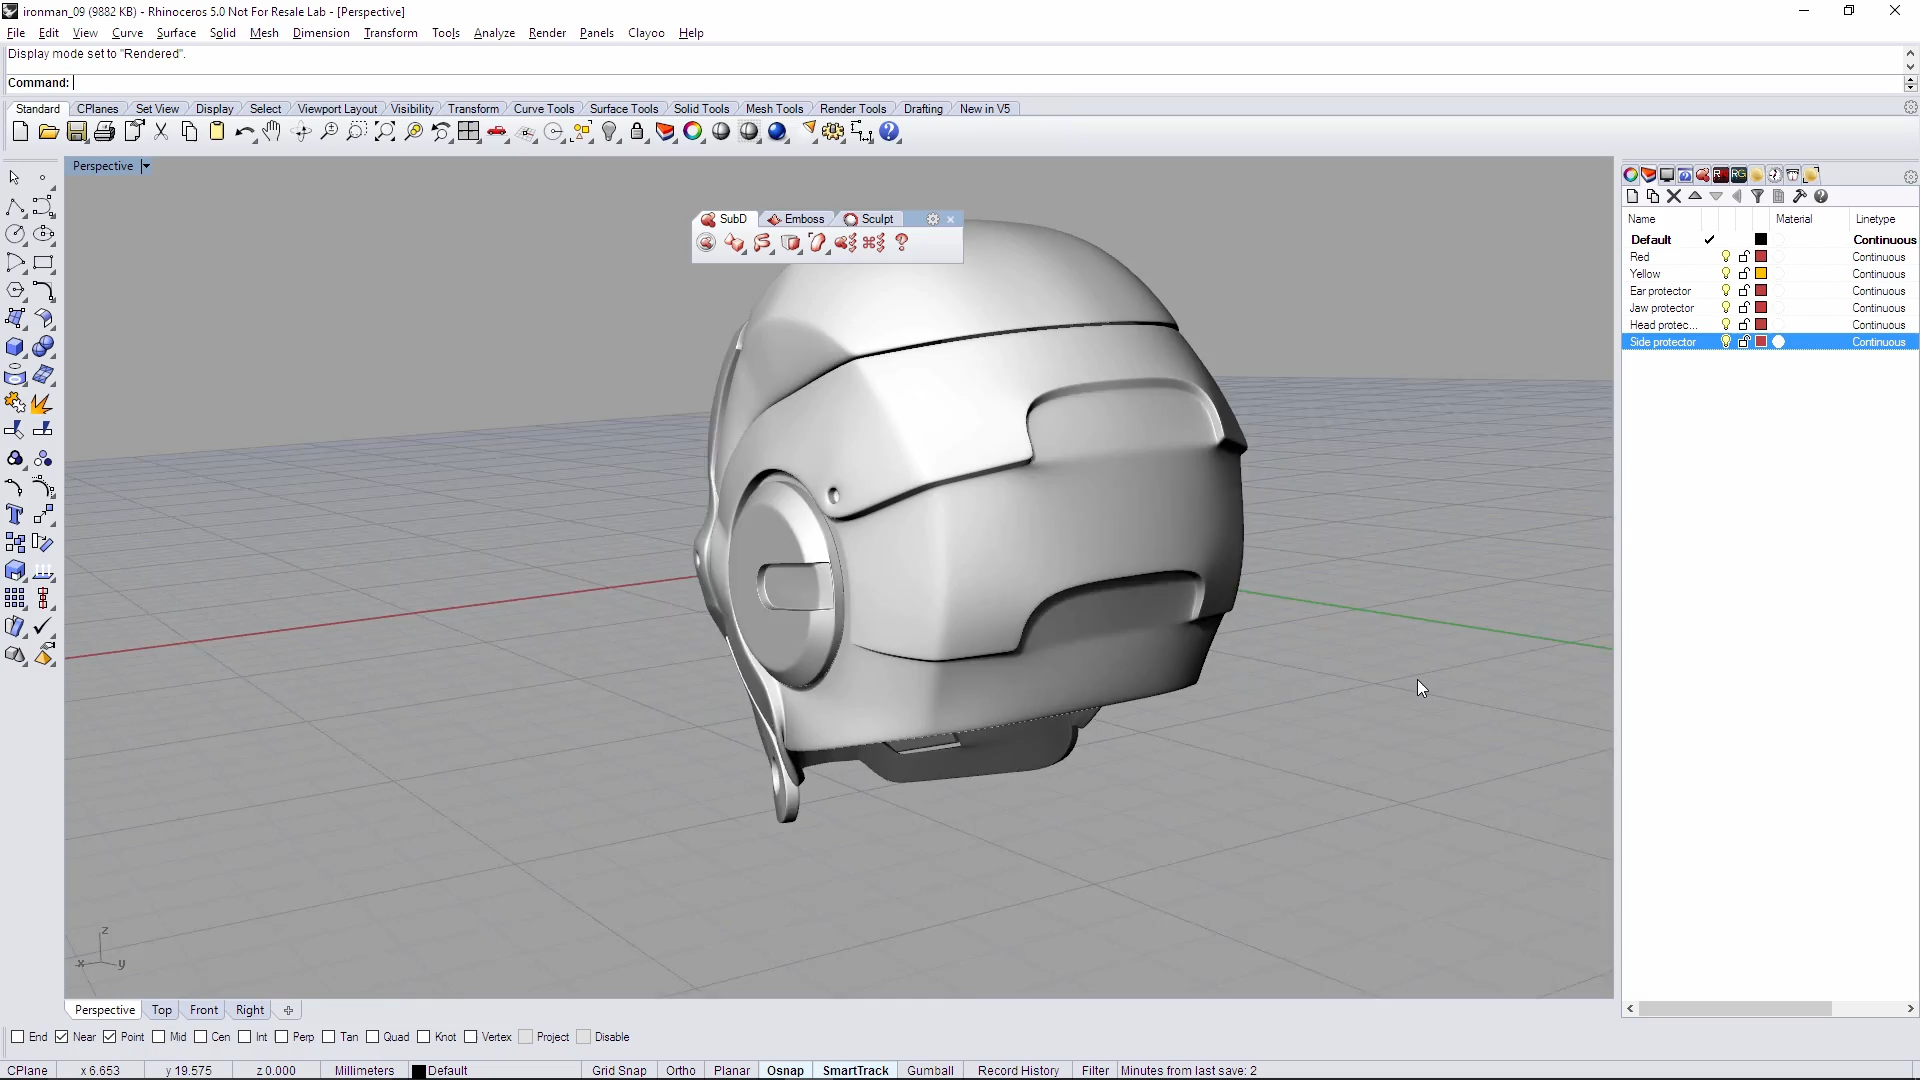 ironman_09 (9882 KB) - Rhinoceros 5.0 Not For Resale Lab - [Perspective]
File Edit View Curve Surface Solid Mesh Dimension Transform Tools Analyze Render Panels Clayoo Help
Display mode set to "Rendered".
Command:
Standard CPlanes Set View Display Select Viewport Layout Visibility Transform Curve Tools Surface Tools Solid Tools Mesh Tools Render Tools Drafting New in V5
Perspective
SubD Emboss Sculpt
Name Material Linetype
Default Continuous
Red Continuous
Yellow Continuous
Ear protector Continuous
Jaw protector Continuous
Head protec... Continuous
Side protector Continuous
z
x y
Perspective Top Front Right
End Near Point Mid Cen Int Perp Tan Quad Knot Vertex Project Disable
CPlane x 6.653 y 19.575 z 0.000 Millimeters Default Grid Snap Ortho Planar Osnap SmartTrack Gumball Record History Filter Minutes from last save: 2